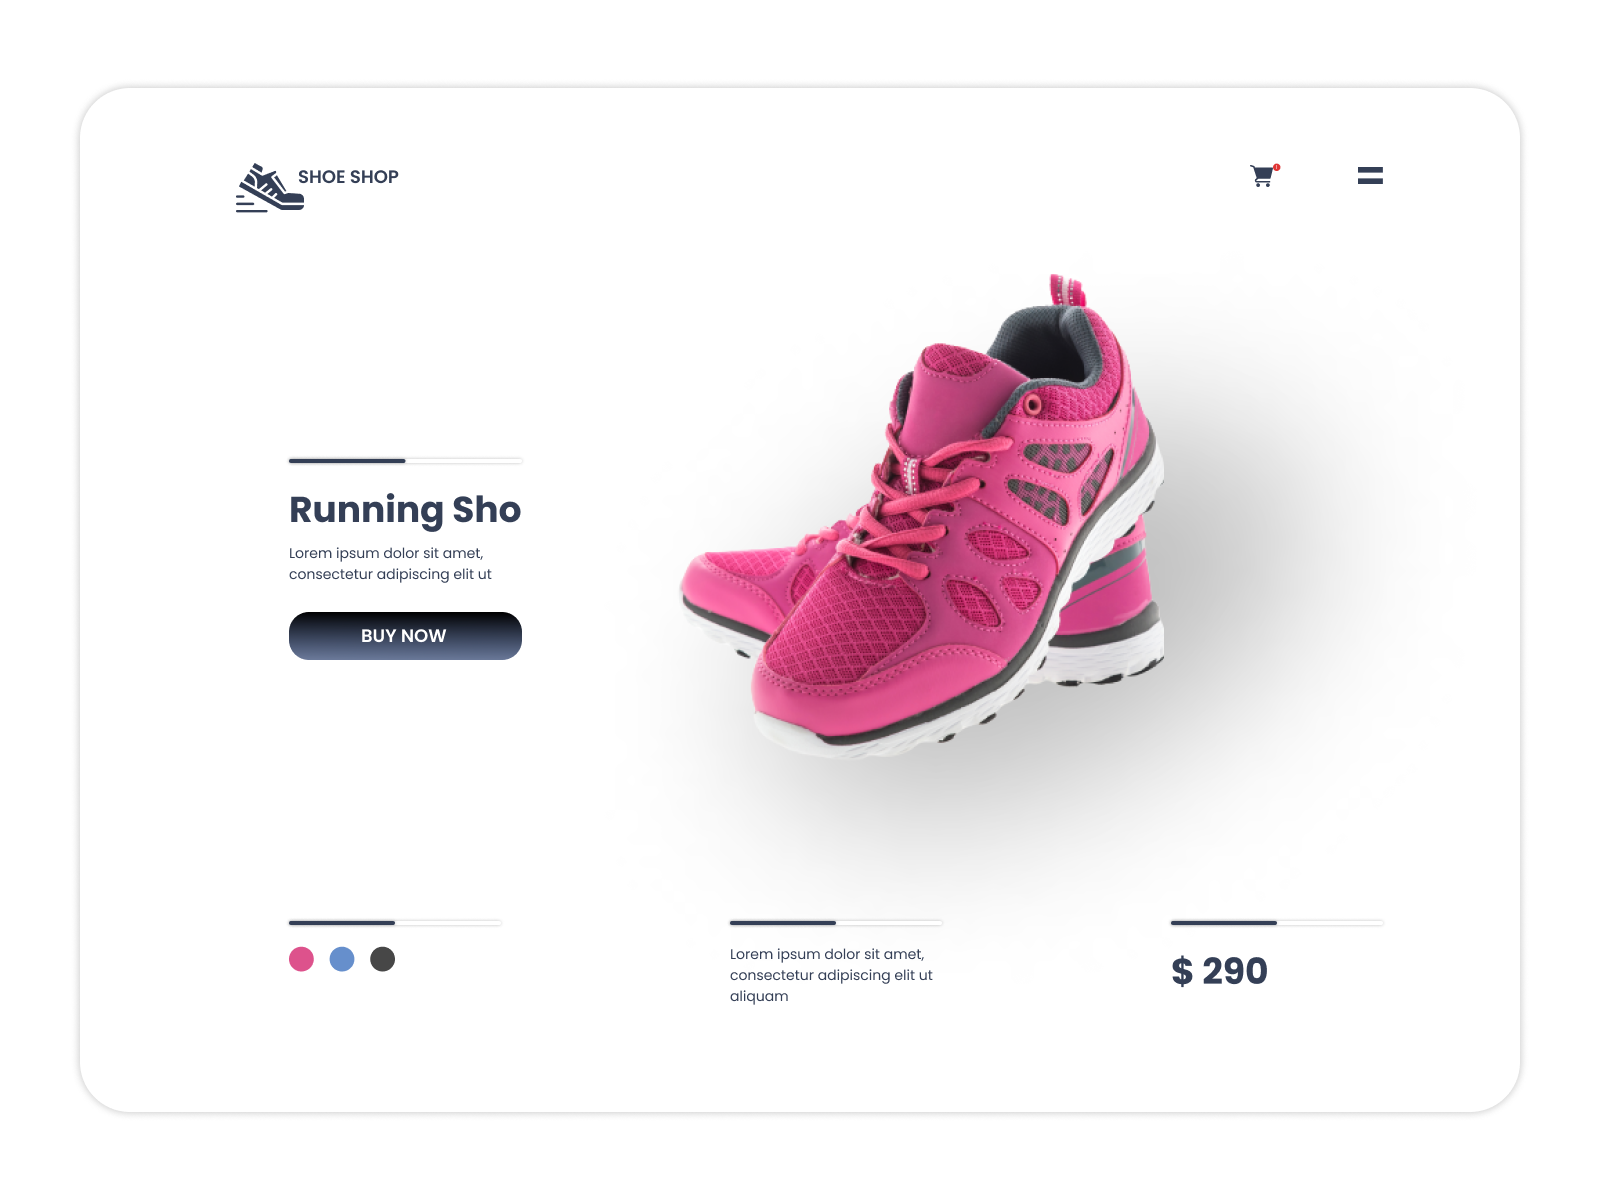 SHOE SHOP
Running Sho
Lorem ipsum dolor sit amet,
consectetur adipiscing elit ut
BUY NOW
Lorem ipsum dolor sit amet,
consectetur adipiscing elit ut
aliquam
$ 290